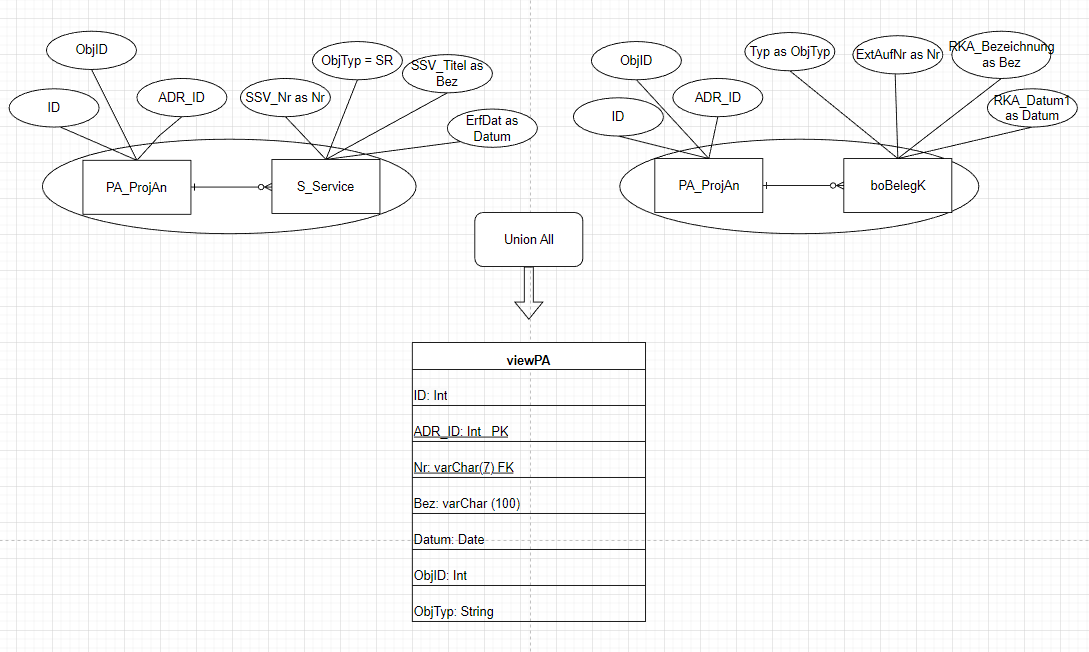 ObjID
ID
ADR_ID
SSV_Nr as Nr
ObjTyp = SR
SSV_Titel as
Bez
ErfDat as
Datum
PA_ProjAn
S_Service
ObjID
ID
ADR_ID
Typ as ObjTyp
ExtAufNr as Nr
RKA_Bezeichnung
as Bez
RKA_Datum1
as Datum
PA_ProjAn
boBelegK
Union All
viewPA
ID: Int
ADR_ID: Int PK
Nr: varChar(7) FK
Bez: varChar (100)
Datum: Date
ObjID: Int
ObjTyp: String